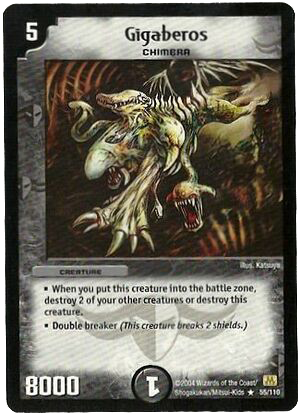 5
Gigaberos
CHIMERA
Illus. Katsuya
CREATURE
• When you put this creature into the battle zone,
destroy 2 of your other creatures or destroy this
creature.
• Double breaker (This creature breaks 2 shields.)
8000
1
©2004 Wizards of the Coast/
Shogakukan/Mitsui-Kids ★ 55/110